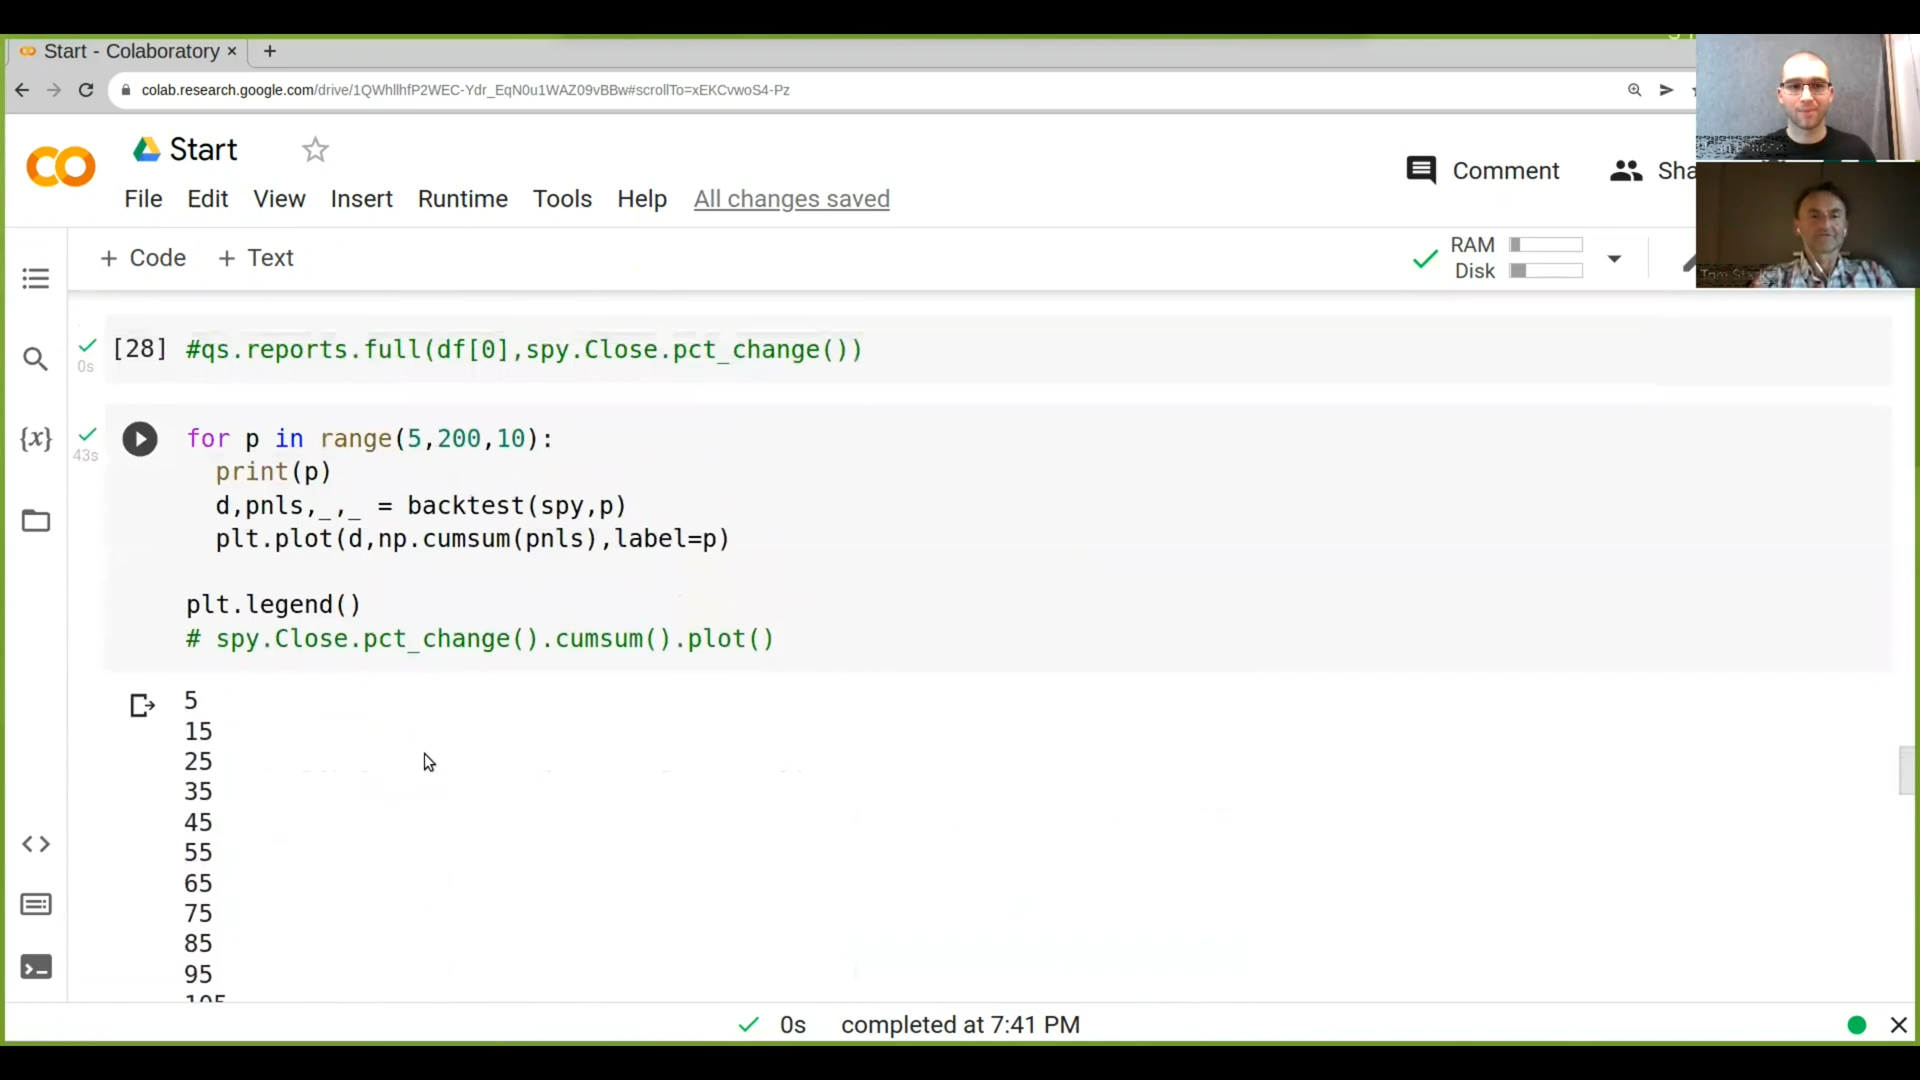 Start - Colaboratory
colab.research.google.com/drive/1QWhllhfP2WEC-Ydr_EqN0u1WAZ09vBBw#scrollTo=xEKCvwoS4-Pz
Start
File Edit View Insert Runtime Tools Help All changes saved
Comment
Sha
+ Code + Text
RAM
Disk
[28] #qs.reports.full(df[0],spy.Close.pct_change())
0s
for p in range(5,200,10):
43s
print(p)
d,pnls,_,_ = backtest(spy,p)
plt.plot(d,np.cumsum(pnls),label=p)
plt.legend()
# spy.Close.pct_change().cumsum().plot()
5
15
25
35
45
55
65
75
85
95
105
0s completed at 7:41 PM